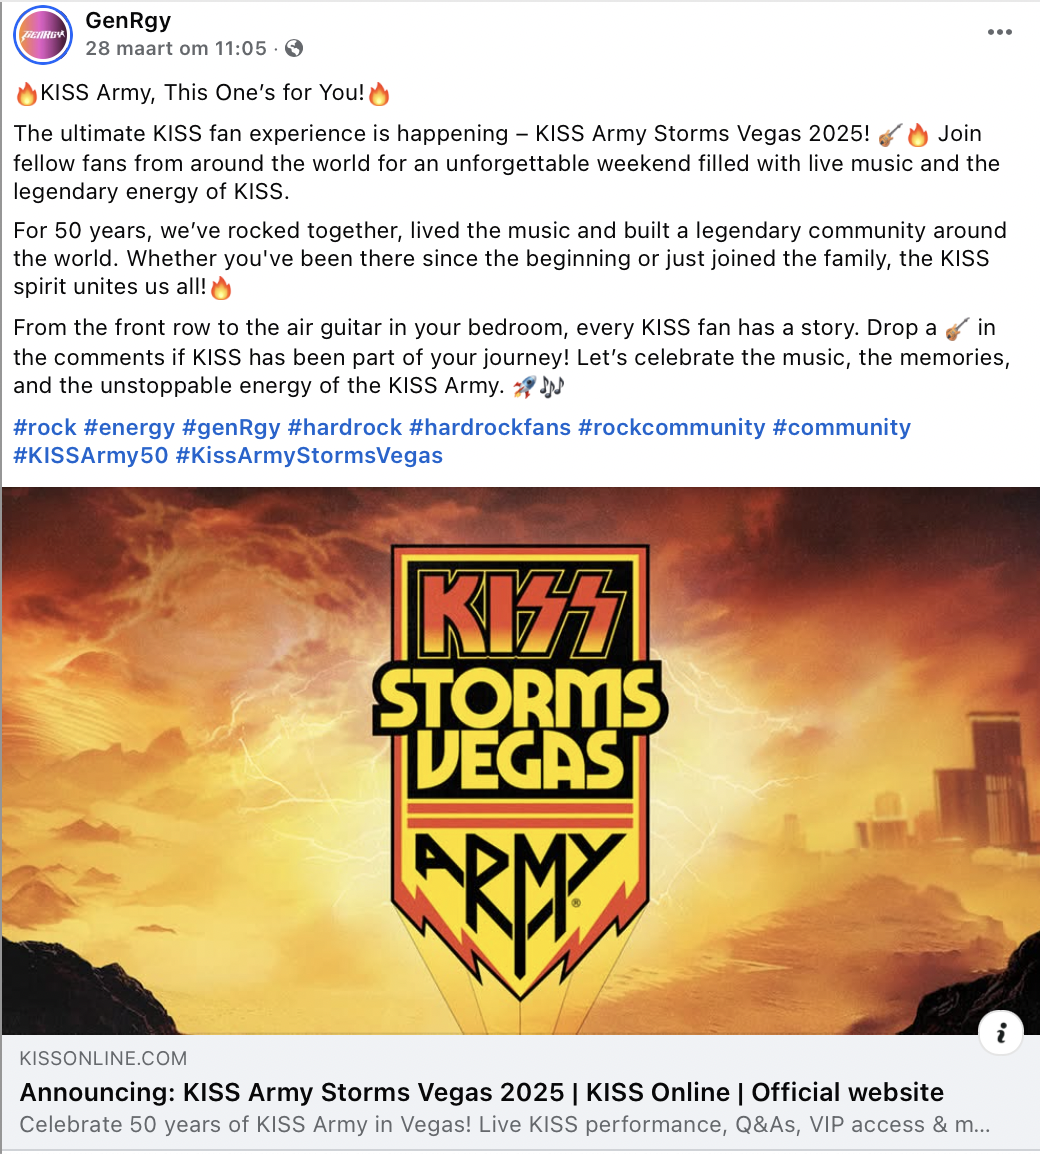 GenRgy
GenRgy
28 maart om 11:05 ·
🔥KISS Army, This One’s for You!🔥
The ultimate KISS fan experience is happening – KISS Army Storms Vegas 2025! 🎸🔥 Join
fellow fans from around the world for an unforgettable weekend filled with live music and the
legendary energy of KISS.
For 50 years, we’ve rocked together, lived the music and built a legendary community around
the world. Whether you've been there since the beginning or just joined the family, the KISS
spirit unites us all!🔥
From the front row to the air guitar in your bedroom, every KISS fan has a story. Drop a 🎸 in
the comments if KISS has been part of your journey! Let’s celebrate the music, the memories,
and the unstoppable energy of the KISS Army. 🚀🎶
#rock #energy #genRgy #hardrock #hardrockfans #rockcommunity #community
#KISSArmy50 #KissArmyStormsVegas
KISS
STORMS
VEGAS
ARMY®
KISSONLINE.COM
Announcing: KISS Army Storms Vegas 2025 | KISS Online | Official website
Celebrate 50 years of KISS Army in Vegas! Live KISS performance, Q&As, VIP access & m...